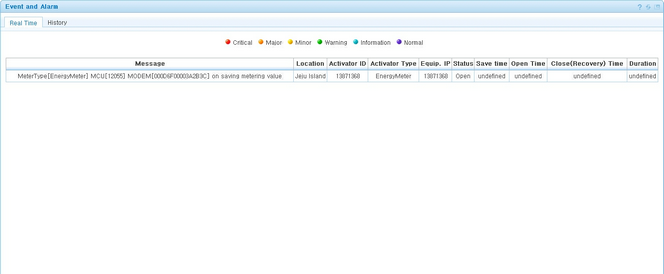 Event and Alarm
Real Time History
Critical Major Minor Warning Information Normal
Message Location Activator ID Activator Type Equip. IP Status Save time Open Time Close(Recovery) Time Duration
MeterType[EnergyMeter] MCU[12055] MODEM[000D6F00003A2B3C] on saving metering value Jeju Island 13871368 EnergyMeter 13871368 Open undefined undefined undefined undefined